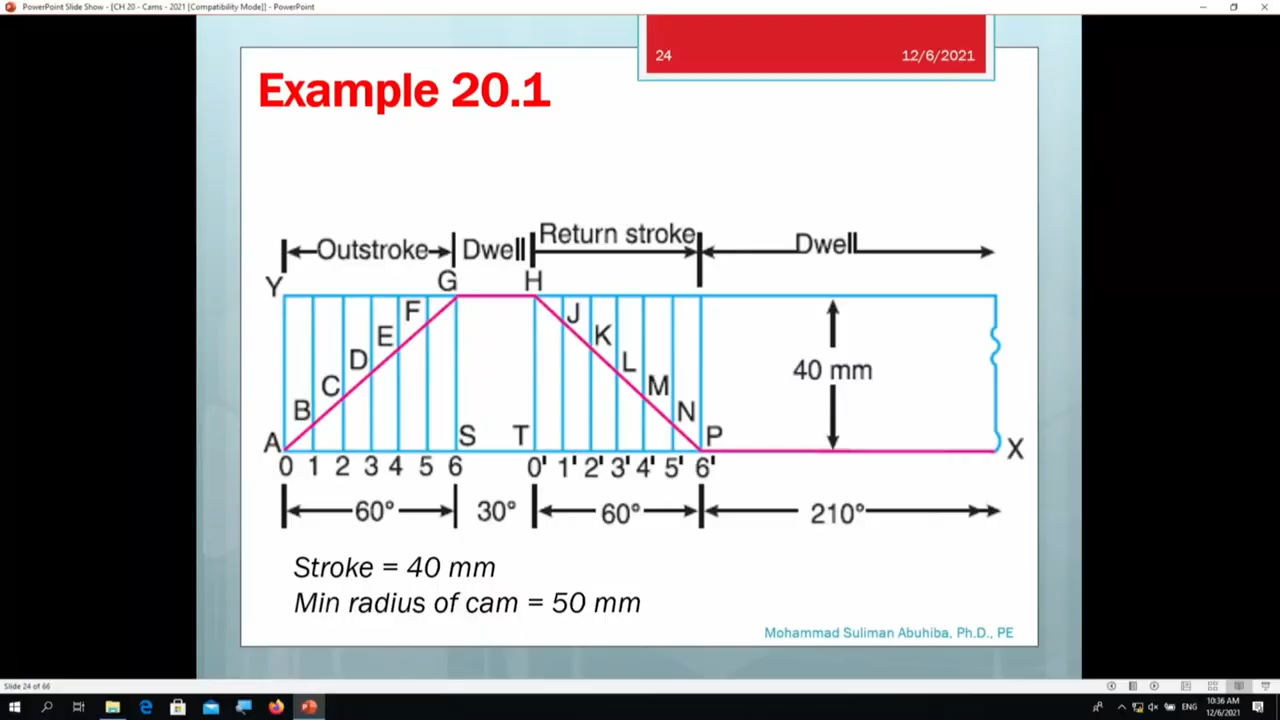 PowerPoint Slide Show - [CH 20 - Cams - 2021 [Compatibility Mode]] - PowerPoint
24 12/6/2021
Example 20.1
Outstroke Dwell Return stroke Dwell
Y G H
F J
E K
D L 40 mm
C M
B N
A S T P X
0 1 2 3 4 5 6 0' 1' 2' 3' 4' 5' 6'
60° 30° 60° 210°
Stroke = 40 mm
Min radius of cam = 50 mm
Mohammad Suliman Abuhiba, Ph.D., PE
Slide 24 of 66
ENG 10:36 AM
12/6/2021